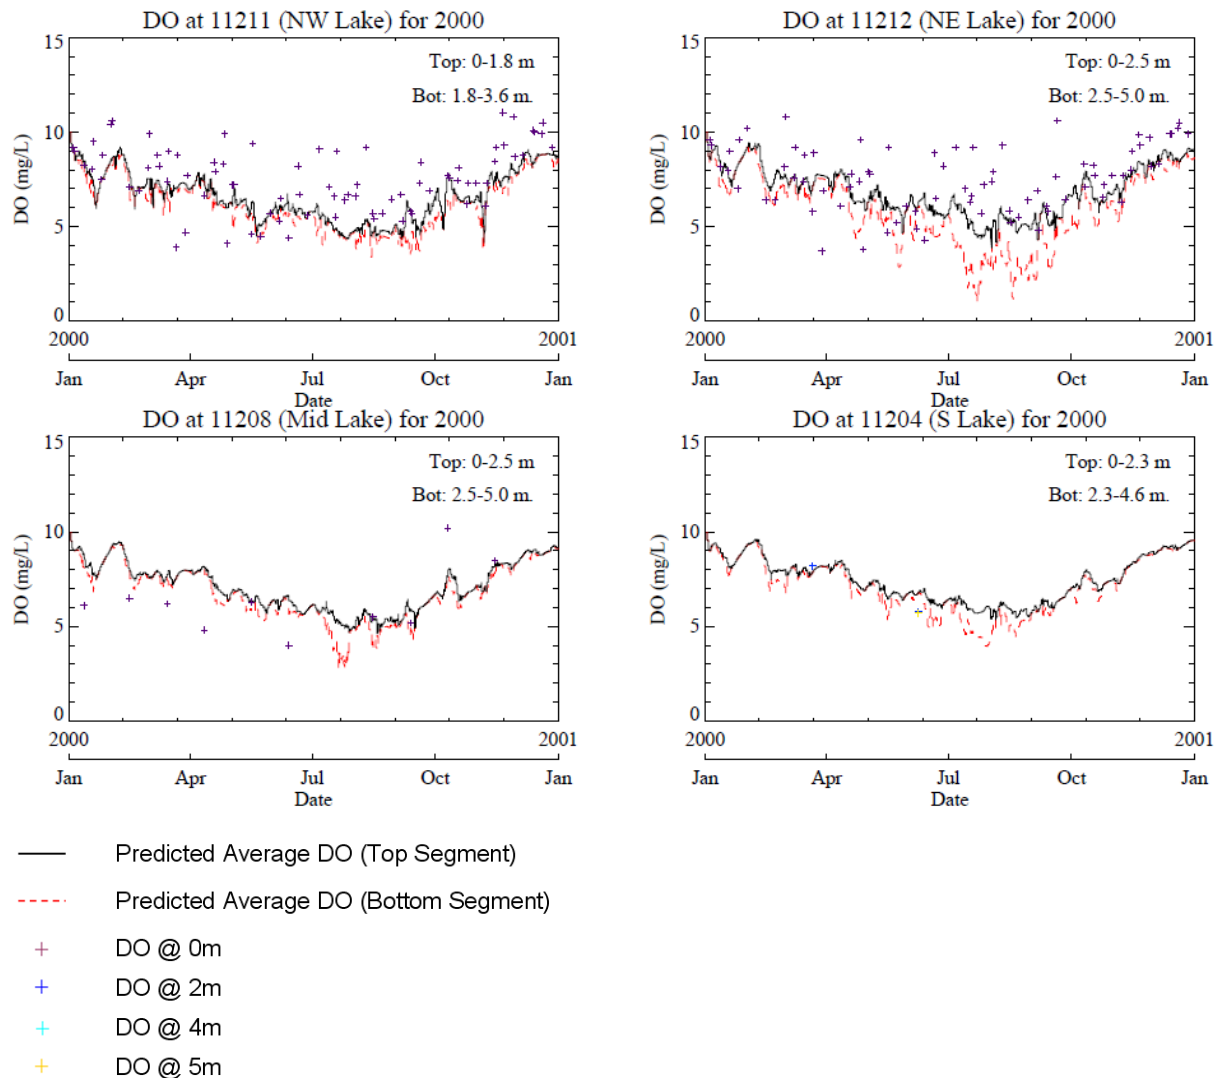 DO at 11211 (NW Lake) for 2000
15
Top: 0-1.8 m
Bot: 1.8-3.6 m.
10
DO (mg/L)
5
0
2000
Jan Apr Jul Oct Jan
Date
DO at 11212 (NE Lake) for 2000
15
Top: 0-2.5 m
Bot: 2.5-5.0 m.
10
DO (mg/L)
5
0
2000 2001
Jan Apr Jul Oct Jan
Date
DO at 11208 (Mid Lake) for 2000
15
Top: 0-2.5 m
Bot: 2.5-5.0 m.
10
DO (mg/L)
5
0
2000 2001
Jan Apr Jul Oct Jan
Date
DO at 11204 (S Lake) for 2000
15
Top: 0-2.3 m
Bot: 2.3-4.6 m.
10
DO (mg/L)
5
0
2000 2001
Jan Apr Jul Oct Jan
Date
Predicted Average DO (Top Segment)
Predicted Average DO (Bottom Segment)
DO @ 0m
DO @ 2m
DO @ 4m
DO @ 5m